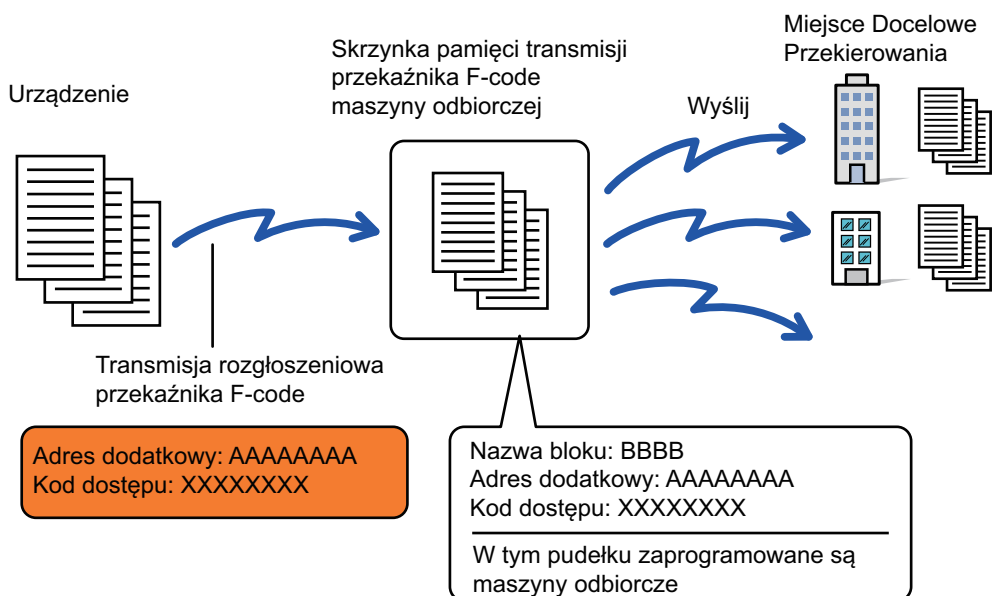 Urządzenie
Skrzynka pamięci transmisji
przekaźnika F-code
maszyny odbiorczej
Wyślij
Miejsce Docelowe
Przekierowania
Transmisja rozgłoszeniowa
przekaźnika F-code
Adres dodatkowy: AAAAAAAA
Kod dostępu: XXXXXXXX
Nazwa bloku: BBBB
Adres dodatkowy: AAAAAAAA
Kod dostępu: XXXXXXXX
W tym pudełku zaprogramowane są
maszyny odbiorcze